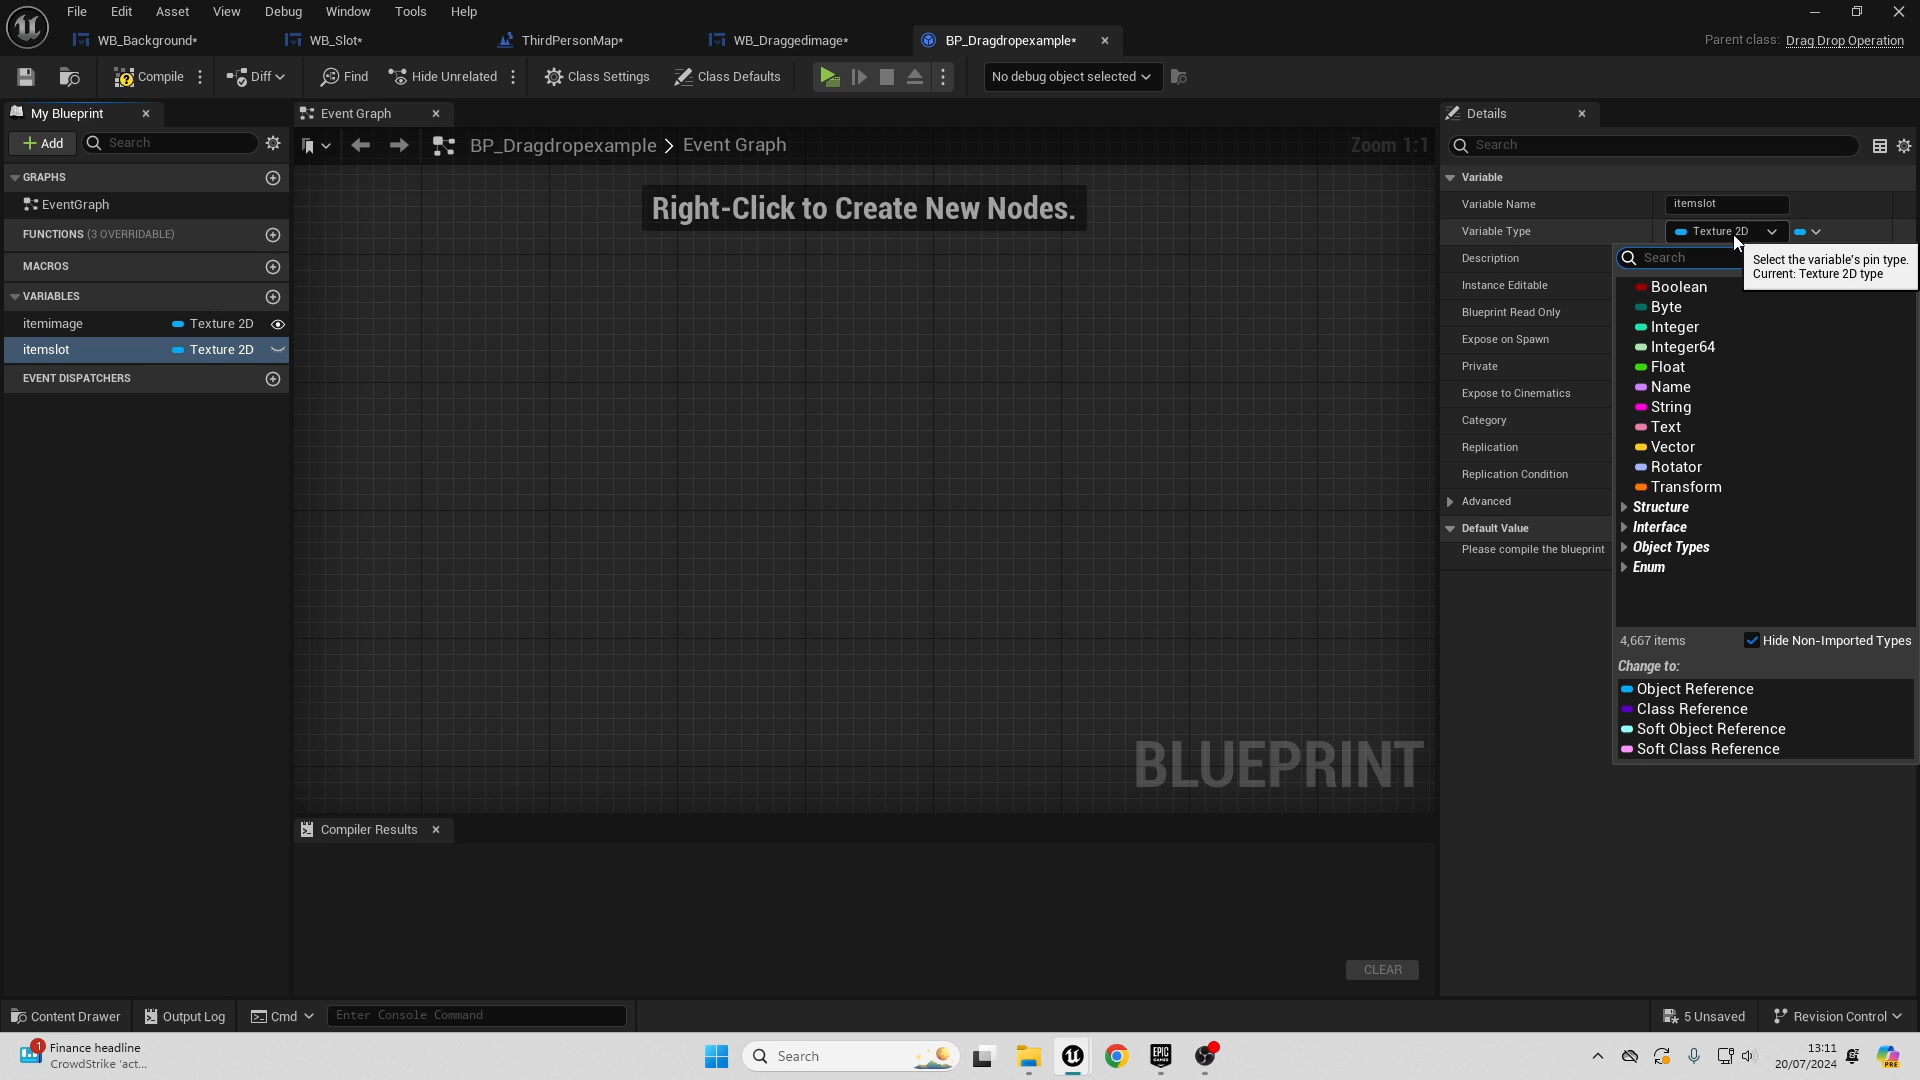 File Edit Asset View Debug Window Tools Help
WB_Background* WB_Slot* ThirdPersonMap* WB_Draggedimage* BP_Dragdropexample* Parent class: Drag Drop Operation
Compile Diff Find Hide Unrelated Class Settings Class Defaults No debug object selected
My Blueprint Event Graph Details
Add Search BP_Dragdropexample > Event Graph Zoom 1:1 Search
GRAPHS
EventGraph
FUNCTIONS (3 OVERRIDABLE)
MACROS
VARIABLES
itemimage Texture 2D
itemslot Texture 2D
EVENT DISPATCHERS
Right-Click to Create New Nodes.
BLUEPRINT
Compiler Results
CLEAR
Variable
Variable Name itemslot
Variable Type Texture 2D
Description
Instance Editable
Blueprint Read Only
Expose on Spawn
Private
Expose to Cinematics
Category
Replication
Replication Condition
Advanced
Default Value
Please compile the blueprint
Search
Select the variable's pin type.
Current: Texture 2D type
Boolean
Byte
Integer
Integer64
Float
Name
String
Text
Vector
Rotator
Transform
Structure
Interface
Object Types
Enum
4,667 items Hide Non-Imported Types
Change to:
Object Reference
Class Reference
Soft Object Reference
Soft Class Reference
Content Drawer Output Log Cmd Enter Console Command 5 Unsaved Revision Control
1 Finance headline
CrowdStrike 'act...
Search
EPIC GAMES
13:11
20/07/2024
PRE